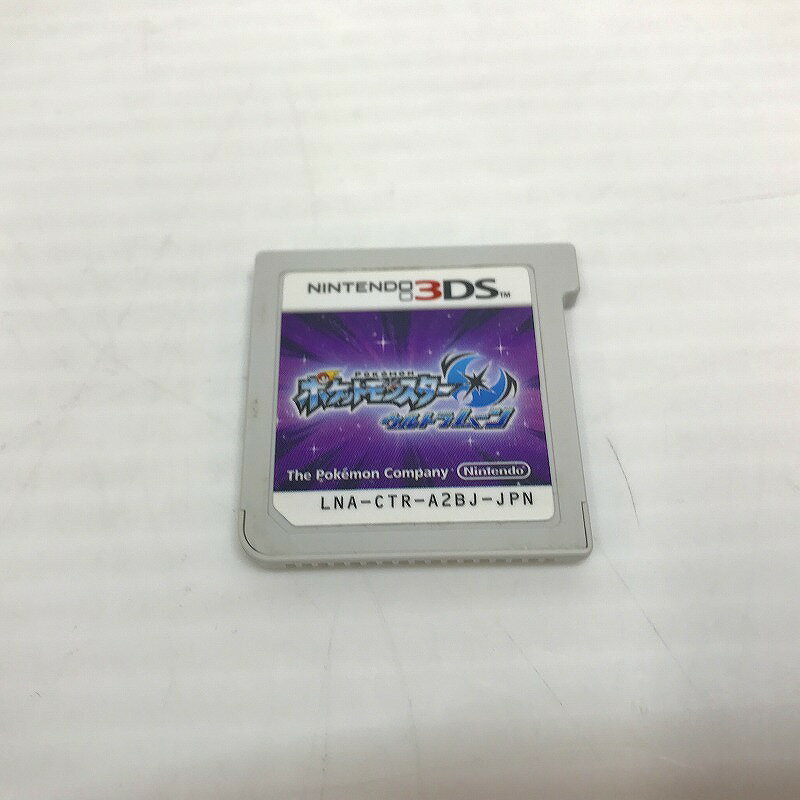 NINTENDO 3DS™
POKÉMON
ポケットモンスター
ウルトラムーン
The Pokémon Company Nintendo
LNA-CTR-A2BJ-JPN